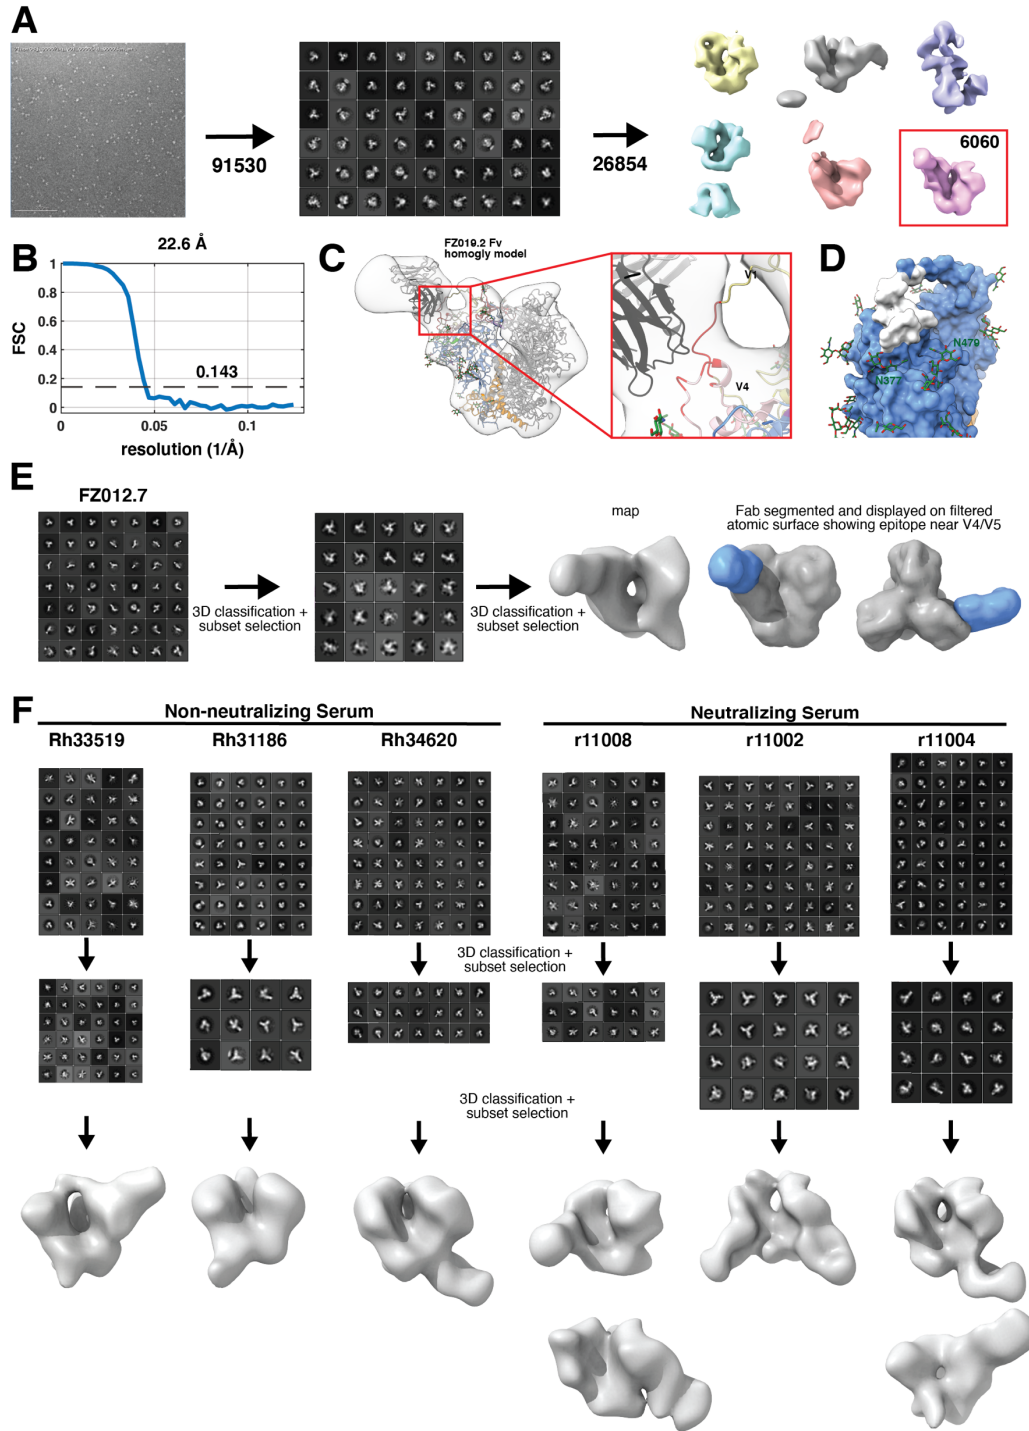 A
91530
26854
6060
B
22.6 Å
FSC
1
0.8
0.6
0.4
0.2
0
0.143
0
0.05
0.1
resolution (1/Å)
C
FZ019.2 Fv
homogly model
V1
V4
D
N479
N377
E
FZ012.7
3D classification +
subset selection
3D classification +
subset selection
map
Fab segmented and displayed on filtered
atomic surface showing epitope near V4/V5
F
Non-neutralizing Serum
Neutralizing Serum
Rh33519
Rh31186
Rh34620
r11008
r11002
r11004
3D classification +
subset selection
3D classification +
subset selection